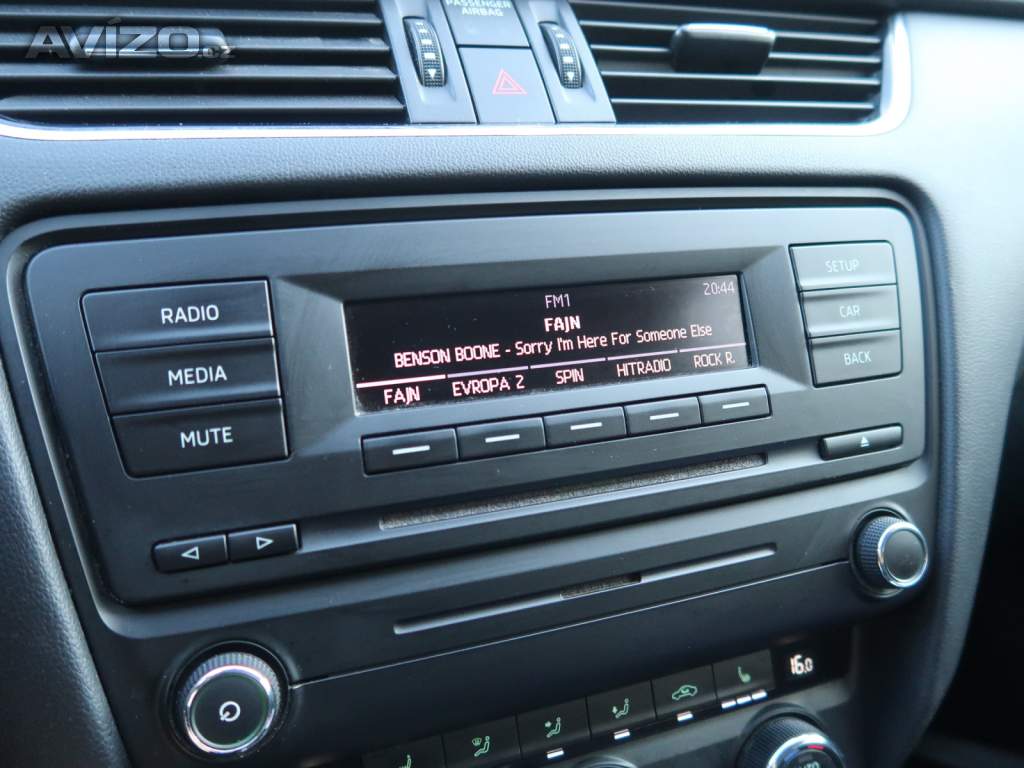 AVÍZO.cz
PASSENGER
AIRBAG
RADIO
MEDIA
MUTE
FM1
20:44
FAJN
BENSON BOONE - Sorry I'm Here For Someone Else
FAJN EVROPA 2 SPIN HITRADIO ROCK R.
SETUP
CAR
BACK
16.0
AUTO